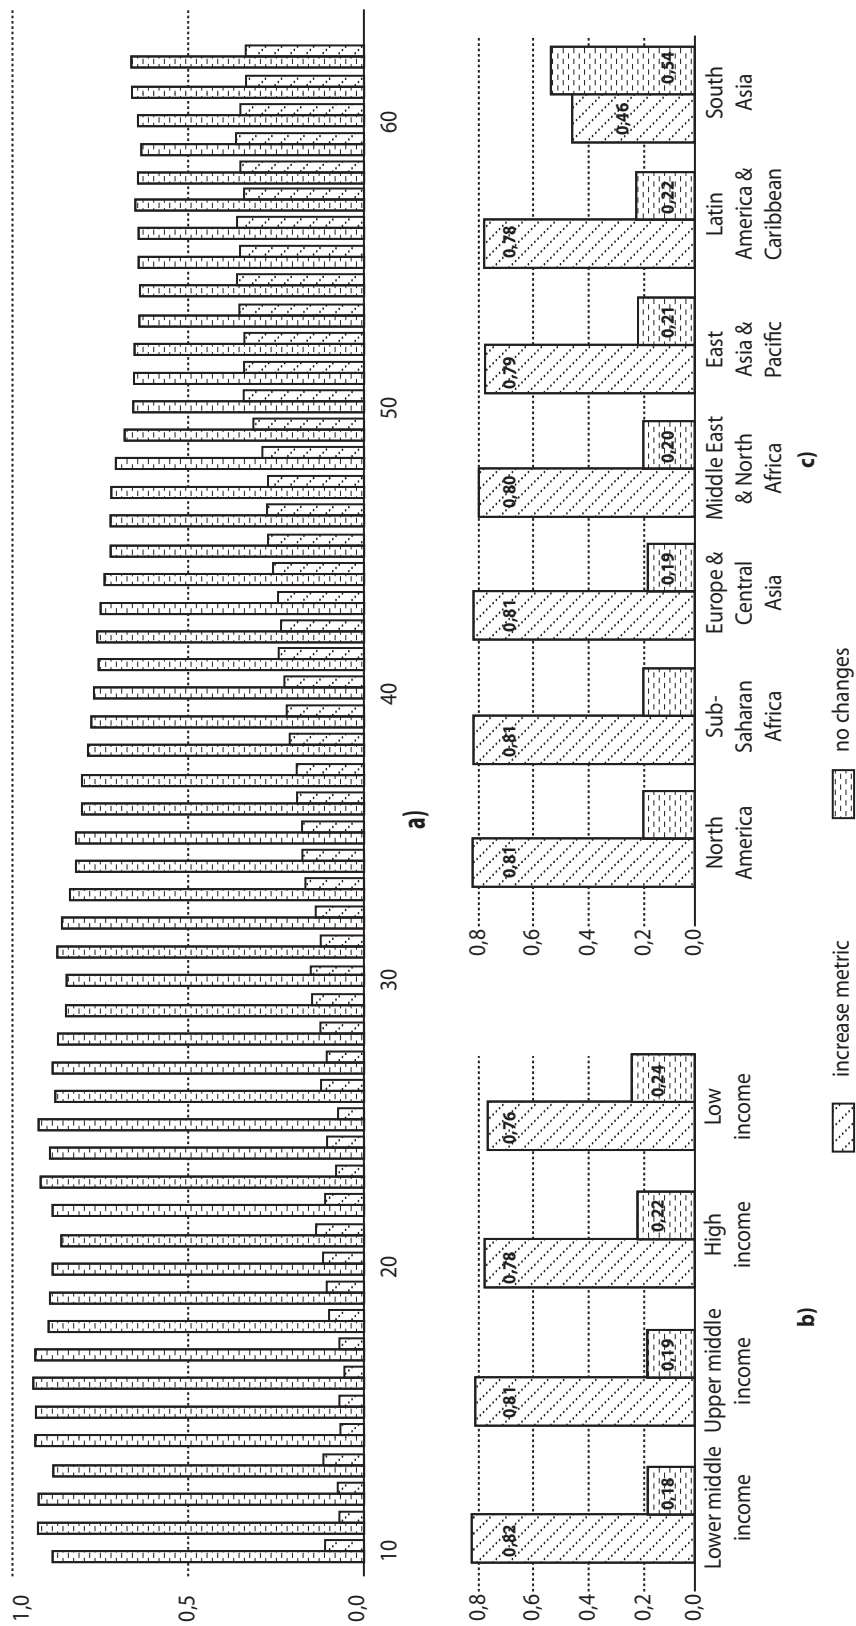 1,0
0,5
0,0
10
20
30
40
50
60
a)
0,8
0,6
0,4
0,2
0,0
0,82
0,18
0,81
0,19
0,78
0,22
0,76
0,24
Lower middle
income
Upper middle
income
High
income
Low
income
b)
0,8
0,6
0,4
0,2
0,0
0,81
0,81
0,81
0,19
0,80
0,20
0,79
0,21
0,78
0,22
0,46
0,54
North
America
Sub-
Saharan
Africa
Europe &
Central
Asia
Middle East
& North
Africa
East
Asia &
Pacific
Latin
America &
Caribbean
South
Asia
c)
increase metric
no changes